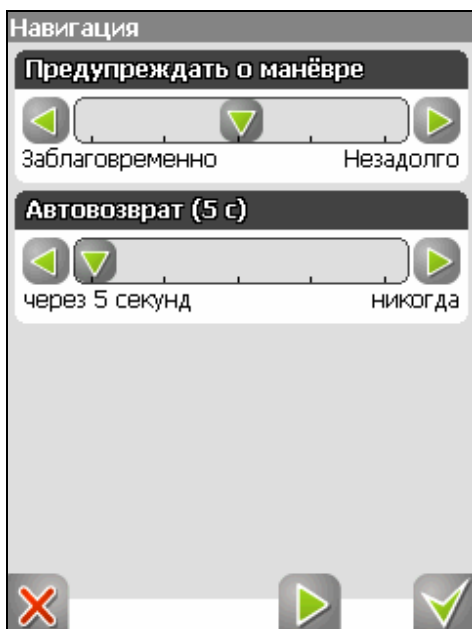 Навигация
Предупреждать о манёвре
Заблаговременно Незадолго
Автовозврат (5 с)
через 5 секунд никогда